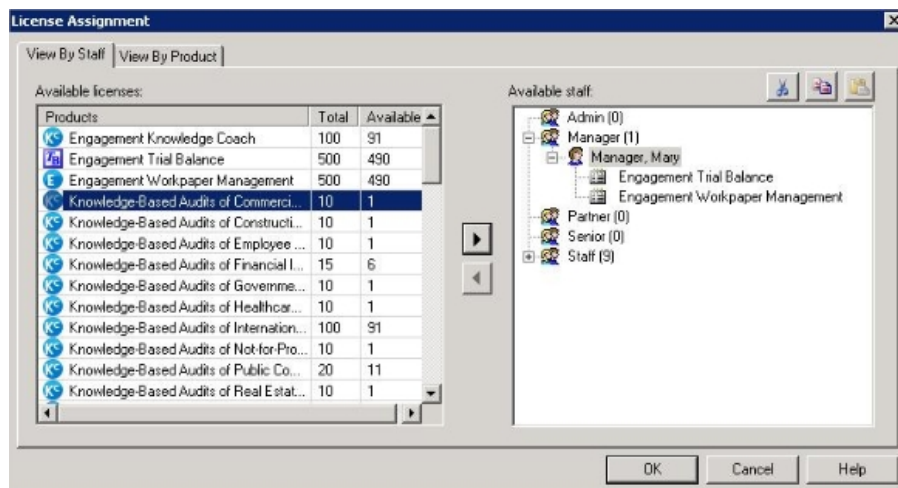 License Assignment
View By Staff View By Product
Available licenses:
Products Total Available
Engagement Knowledge Coach 100 91
Engagement Trial Balance 500 490
Engagement Workpaper Management 500 490
Knowledge-Based Audits of Commerci... 10 1
Knowledge-Based Audits of Constructi... 10 1
Knowledge-Based Audits of Employee ... 10 1
Knowledge-Based Audits of Financial I... 15 6
Knowledge-Based Audits of Governme... 10 1
Knowledge-Based Audits of Healthcar... 10 1
Knowledge-Based Audits of Internation... 100 91
Knowledge-Based Audits of Not-for-Pro... 10 1
Knowledge-Based Audits of Public Co... 20 11
Knowledge-Based Audits of Real Estat... 10 1
Available staff:
Admin (0)
Manager (1)
Manager, Mary
Engagement Trial Balance
Engagement Workpaper Management
Partner (0)
Senior (0)
Staff (9)
OK Cancel Help